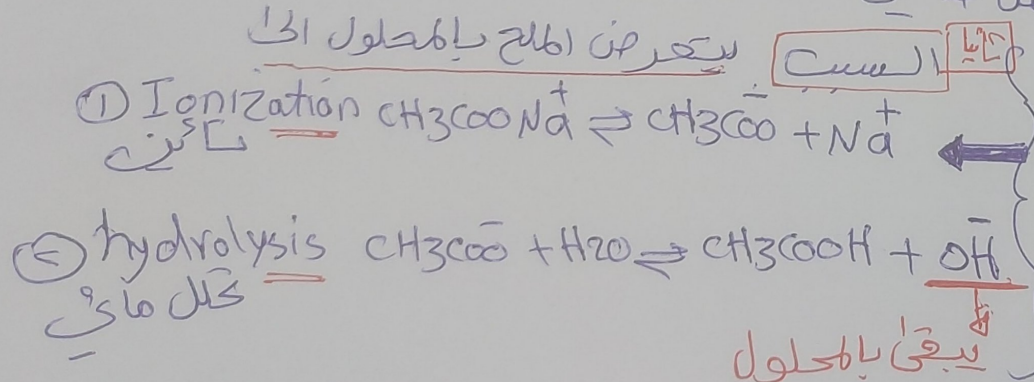 ثانيا السبب يتعرض الملح بالمحلول الى
① Ionization CH3COONa⁺ ⇌ CH3COO⁻ + Na⁺
تأين
② hydrolysis CH3COO⁻ + H2O ⇌ CH3COOH + OH⁻
تحلل مائي
يبقى بالمحلول